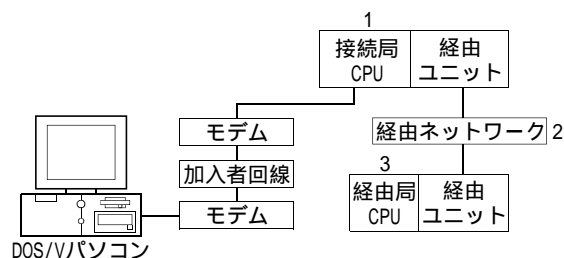 1
接続局
CPU
経由
ユニット
モデム
経由ネットワーク 2
加入者回線
3
経由局
CPU
経由
ユニット
モデム
DOS/Vパソコン